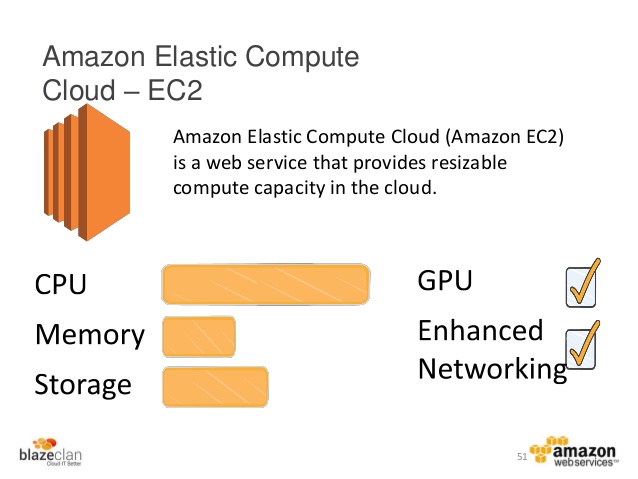 Amazon Elastic Compute
Cloud – EC2
Amazon Elastic Compute Cloud (Amazon EC2)
is a web service that provides resizable
compute capacity in the cloud.
CPU
Memory
Storage
GPU
Enhanced
Networking
blazeclan
Cloud IT Better
51
amazon
webservices℠